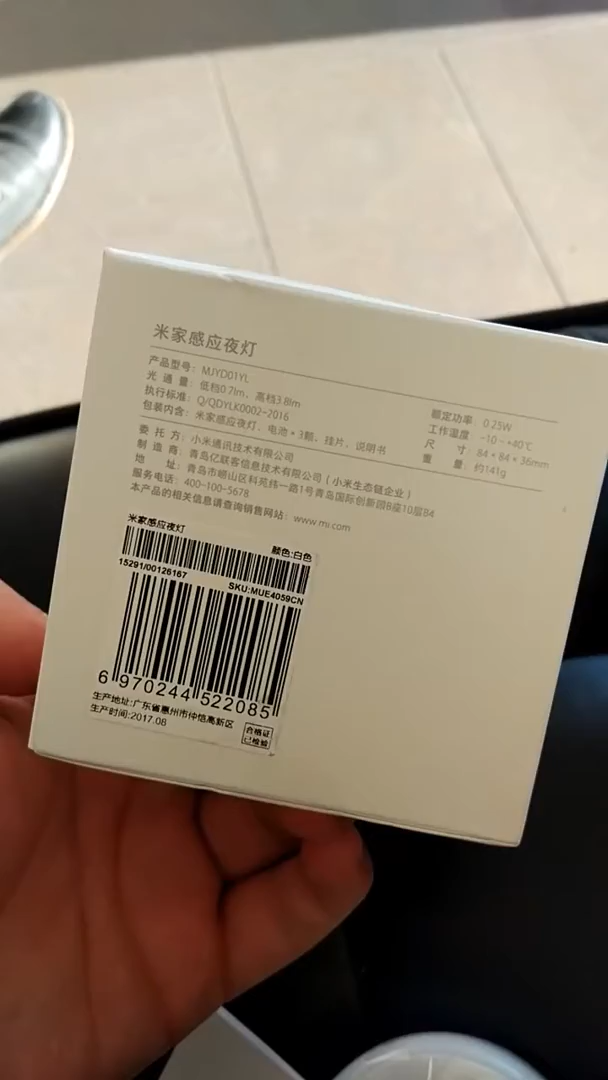 米家感应夜灯
产品型号：MJYD01YL
光通量：低档0.7lm，高档3.8lm
执行标准：Q/QDYLK0002-2016
包装内含：米家感应夜灯、电池*3颗、挂片、说明书
额定功率 0.25W
工作温度 -10~+40℃
尺寸：84*84*36mm
重量：约141g
委托方：小米通讯技术有限公司
制造商：青岛亿联客信息技术有限公司（小米生态链企业）
地址：青岛市崂山区科苑纬一路1号青岛国际创新园B座10层B4
服务电话：400-100-5678
本产品的相关信息请查询销售网站：www.mi.com
米家感应夜灯 颜色:白色
15291/00126167 SKU:MUE4059CN
6 970244 522085
生产地址:广东省惠州市仲恺高新区
生产时间:2017.08
合格证
已检验